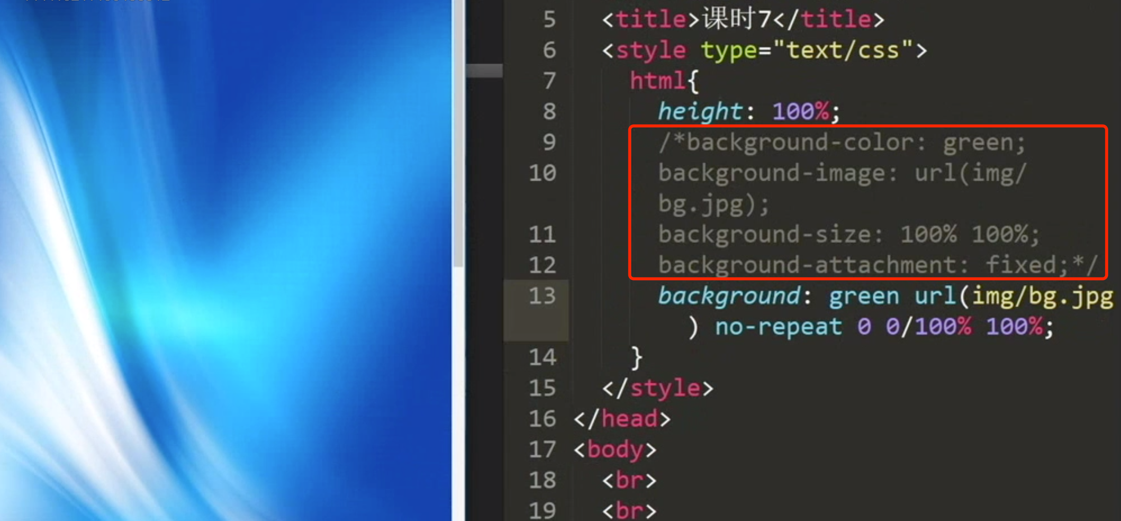 5 <title>课时7</title>
6 <style type="text/css">
7 html{
8 height: 100%;
9 /*background-color: green;
10 background-image: url(img/
bg.jpg);
11 background-size: 100% 100%;
12 background-attachment: fixed;*/
13 background: green url(img/bg.jpg
) no-repeat 0 0/100% 100%;
14 }
15 </style>
16 </head>
17 <body>
18 <br>
19 <br>